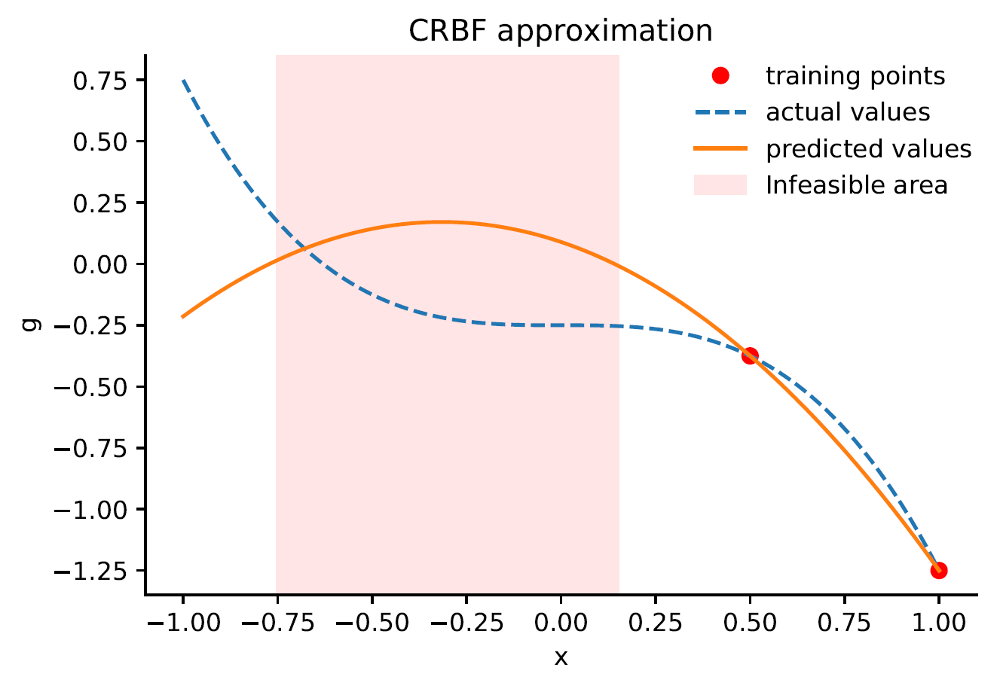 CRBF approximation
training points
actual values
predicted values
Infeasible area
0.75
0.50
0.25
0.00
−0.25
−0.50
−0.75
−1.00
−1.25
g
−1.00 −0.75 −0.50 −0.25 0.00 0.25 0.50 0.75 1.00
x